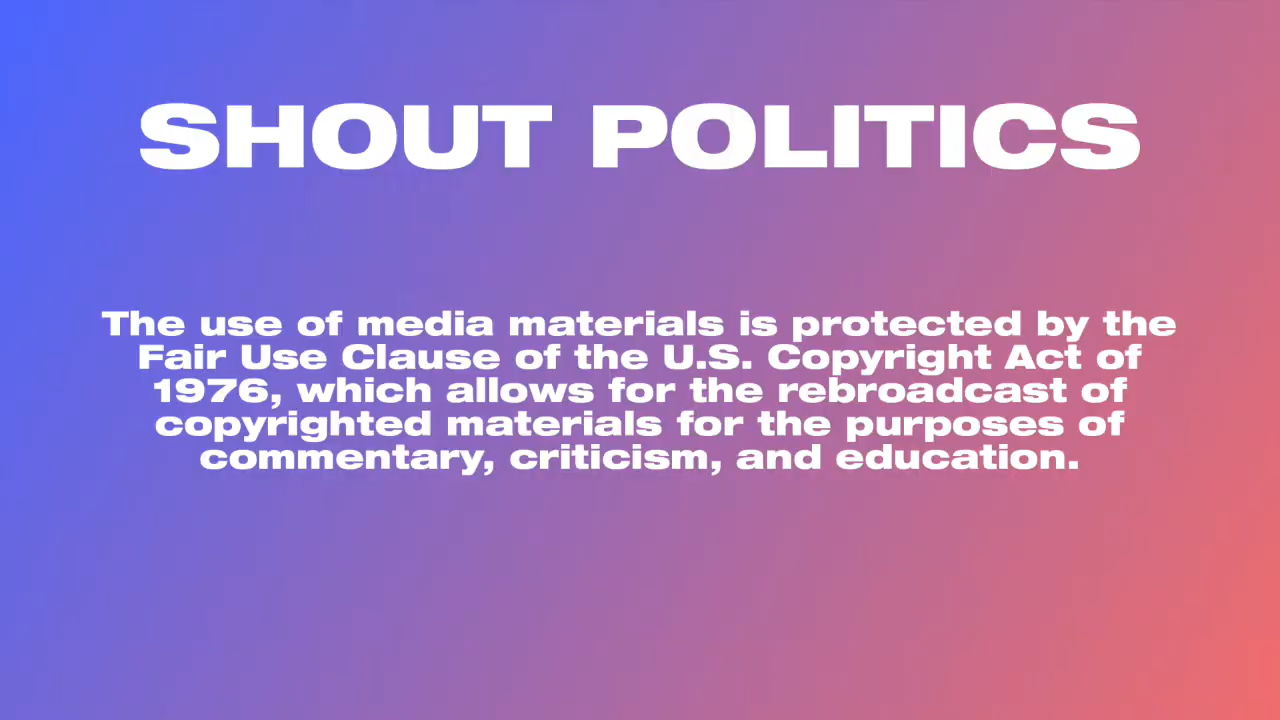 SHOUT POLITICS
The use of media materials is protected by the
Fair Use Clause of the U.S. Copyright Act of
1976, which allows for the rebroadcast of
copyrighted materials for the purposes of
commentary, criticism, and education.